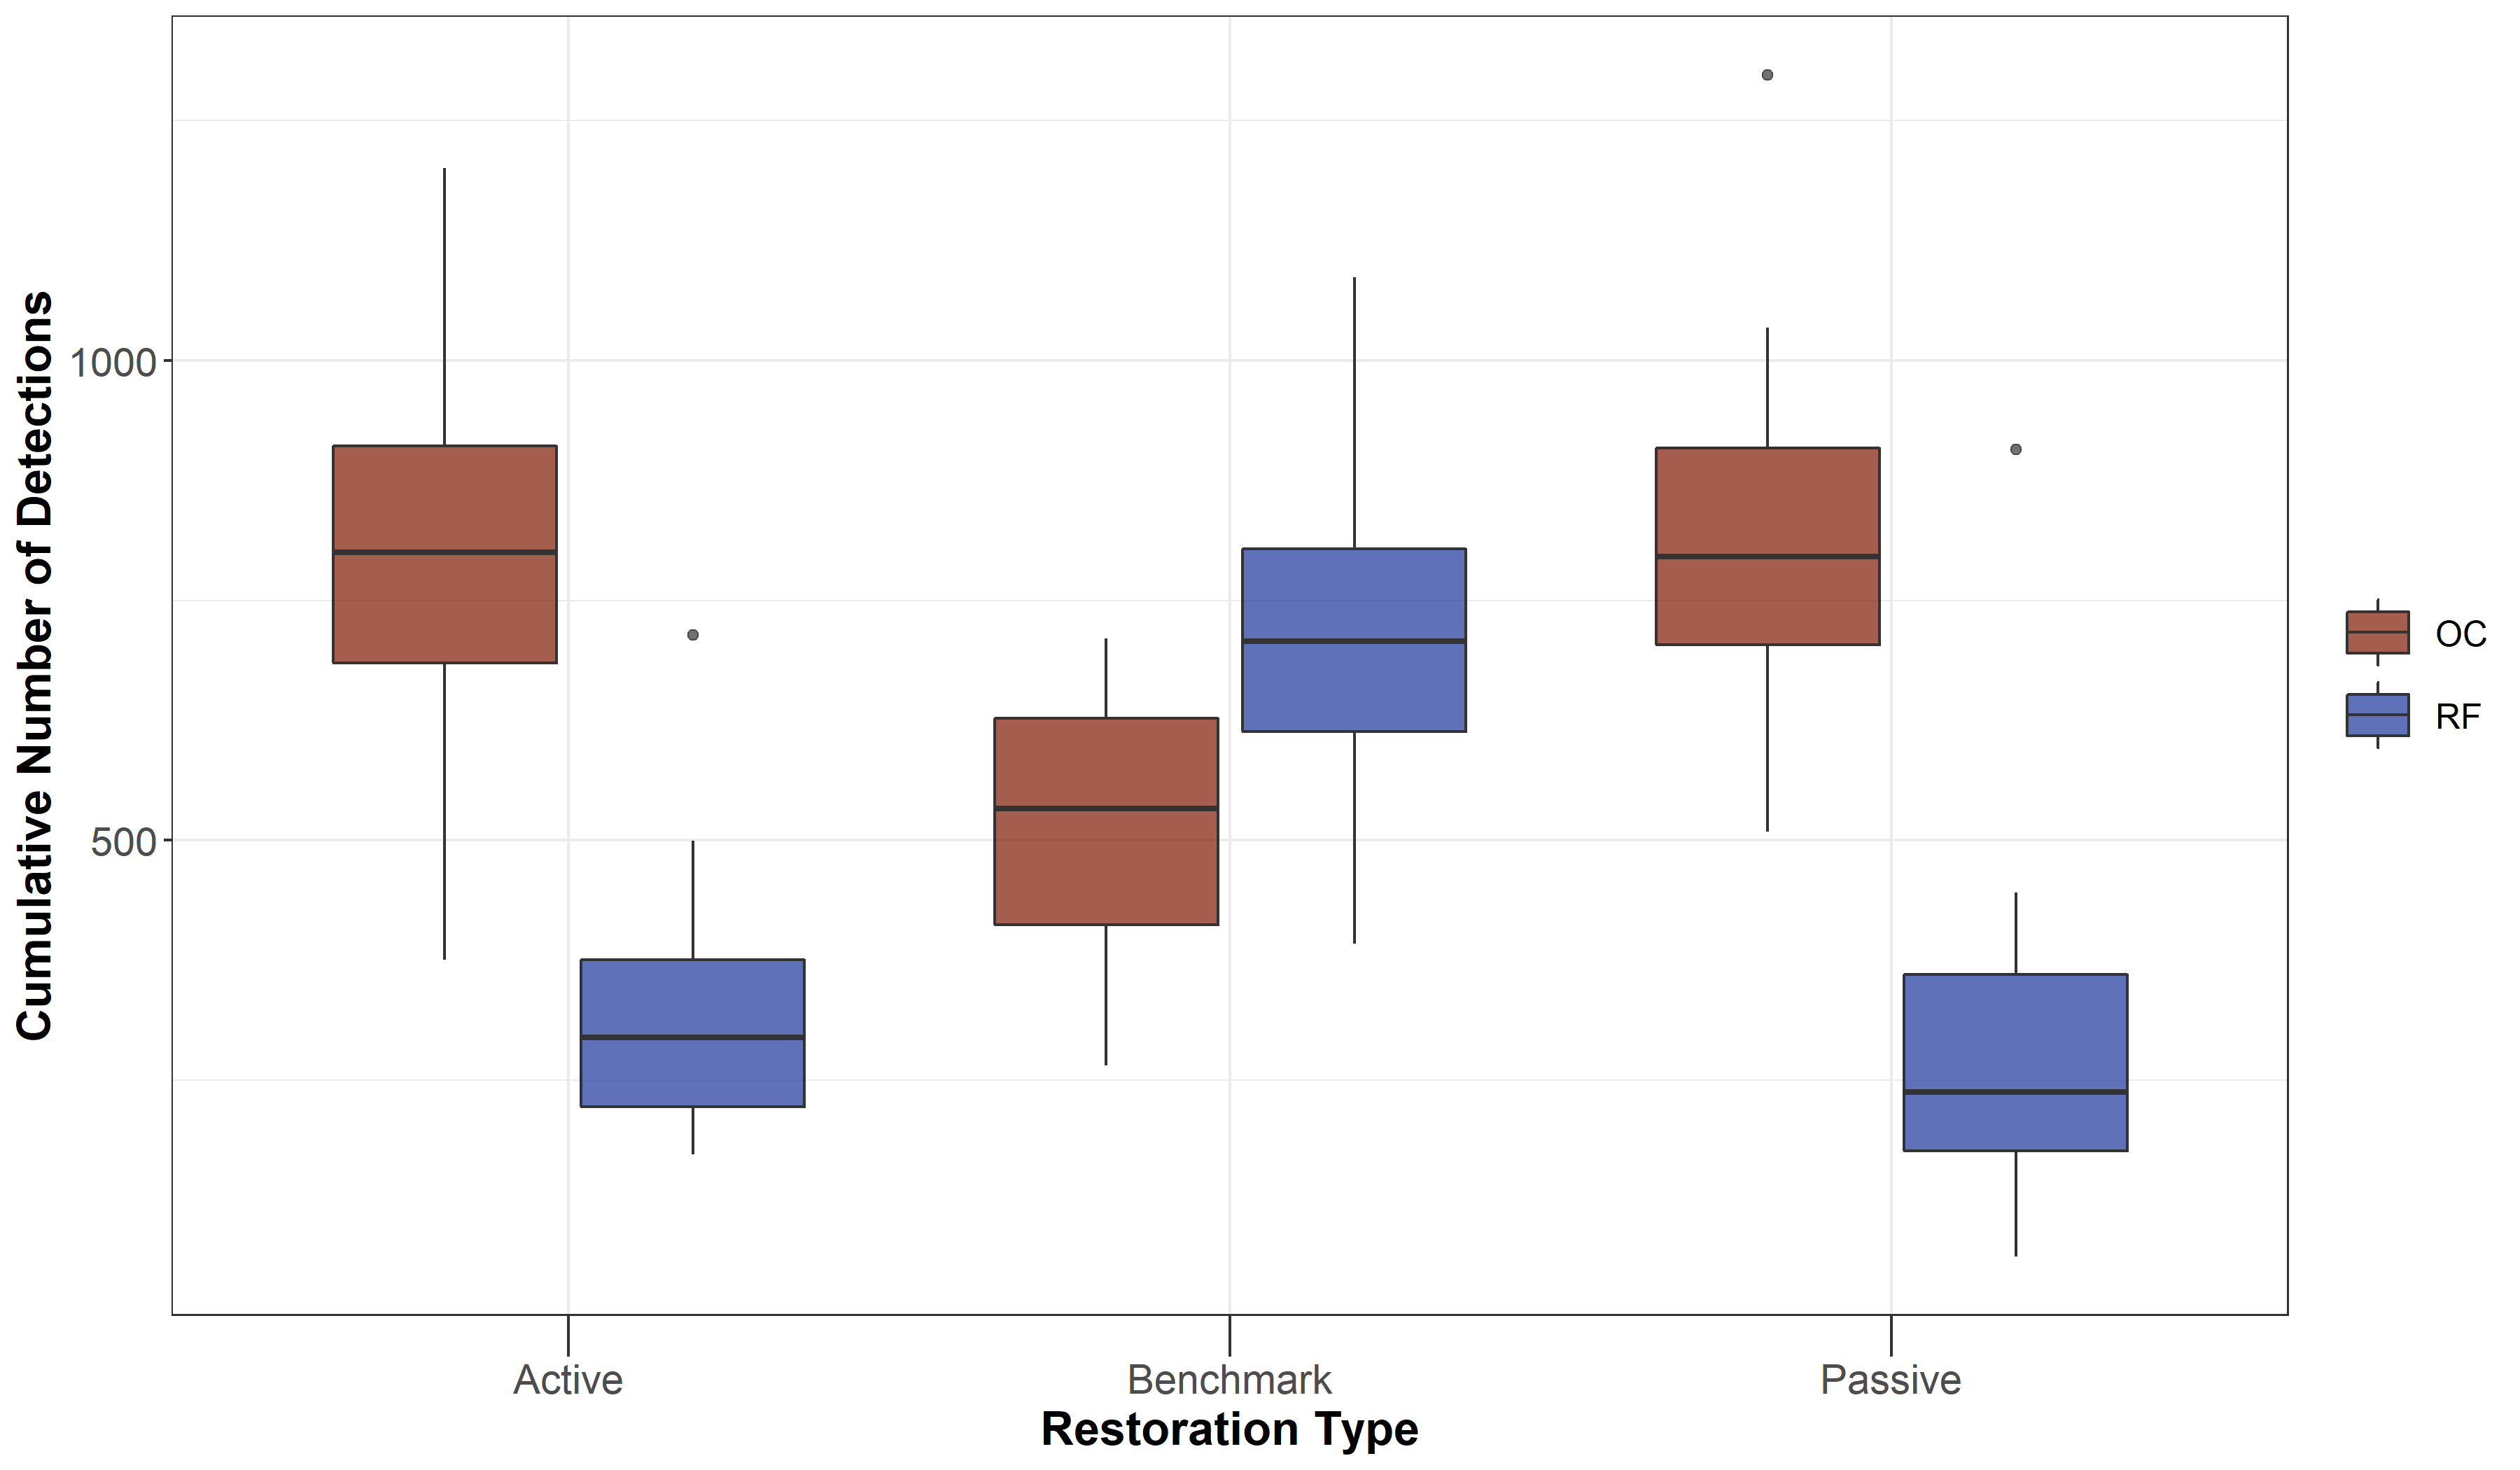 Cumulative Number of Detections
1000
500
Active
Benchmark
Passive
Restoration Type
OC
RF